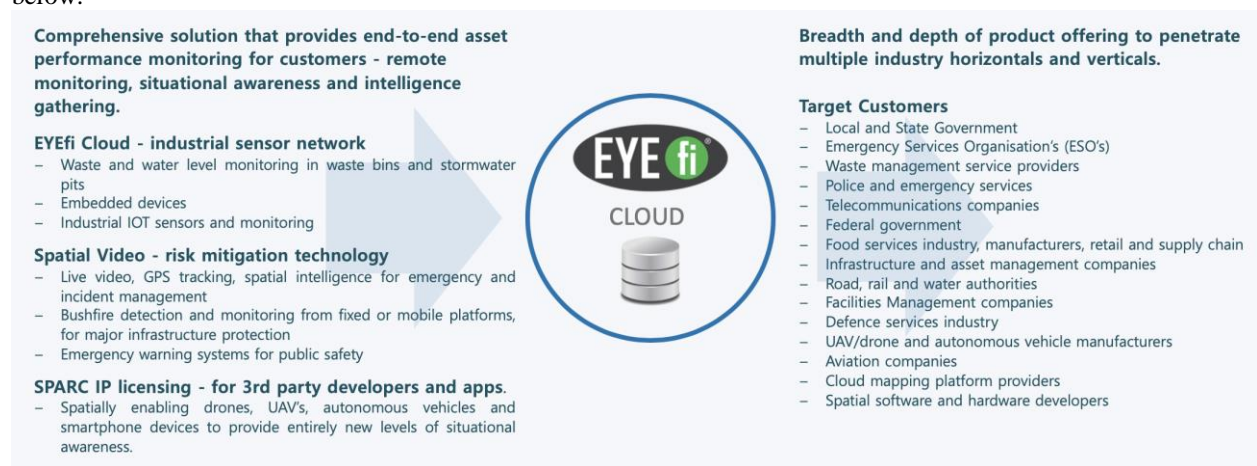 below.
Comprehensive solution that provides end-to-end asset
performance monitoring for customers - remote
monitoring, situational awareness and intelligence
gathering.
EYEfi Cloud - industrial sensor network
– Waste and water level monitoring in waste bins and stormwater
pits
– Embedded devices
– Industrial IOT sensors and monitoring
Spatial Video - risk mitigation technology
– Live video, GPS tracking, spatial intelligence for emergency and
incident management
– Bushfire detection and monitoring from fixed or mobile platforms,
for major infrastructure protection
– Emergency warning systems for public safety
SPARC IP licensing - for 3rd party developers and apps.
– Spatially enabling drones, UAV's, autonomous vehicles and
smartphone devices to provide entirely new levels of situational
awareness.
EYE fi®
CLOUD
Breadth and depth of product offering to penetrate
multiple industry horizontals and verticals.
Target Customers
– Local and State Government
– Emergency Services Organisation's (ESO's)
– Waste management service providers
– Police and emergency services
– Telecommunications companies
– Federal government
– Food services industry, manufacturers, retail and supply chain
– Infrastructure and asset management companies
– Road, rail and water authorities
– Facilities Management companies
– Defence services industry
– UAV/drone and autonomous vehicle manufacturers
– Aviation companies
– Cloud mapping platform providers
– Spatial software and hardware developers